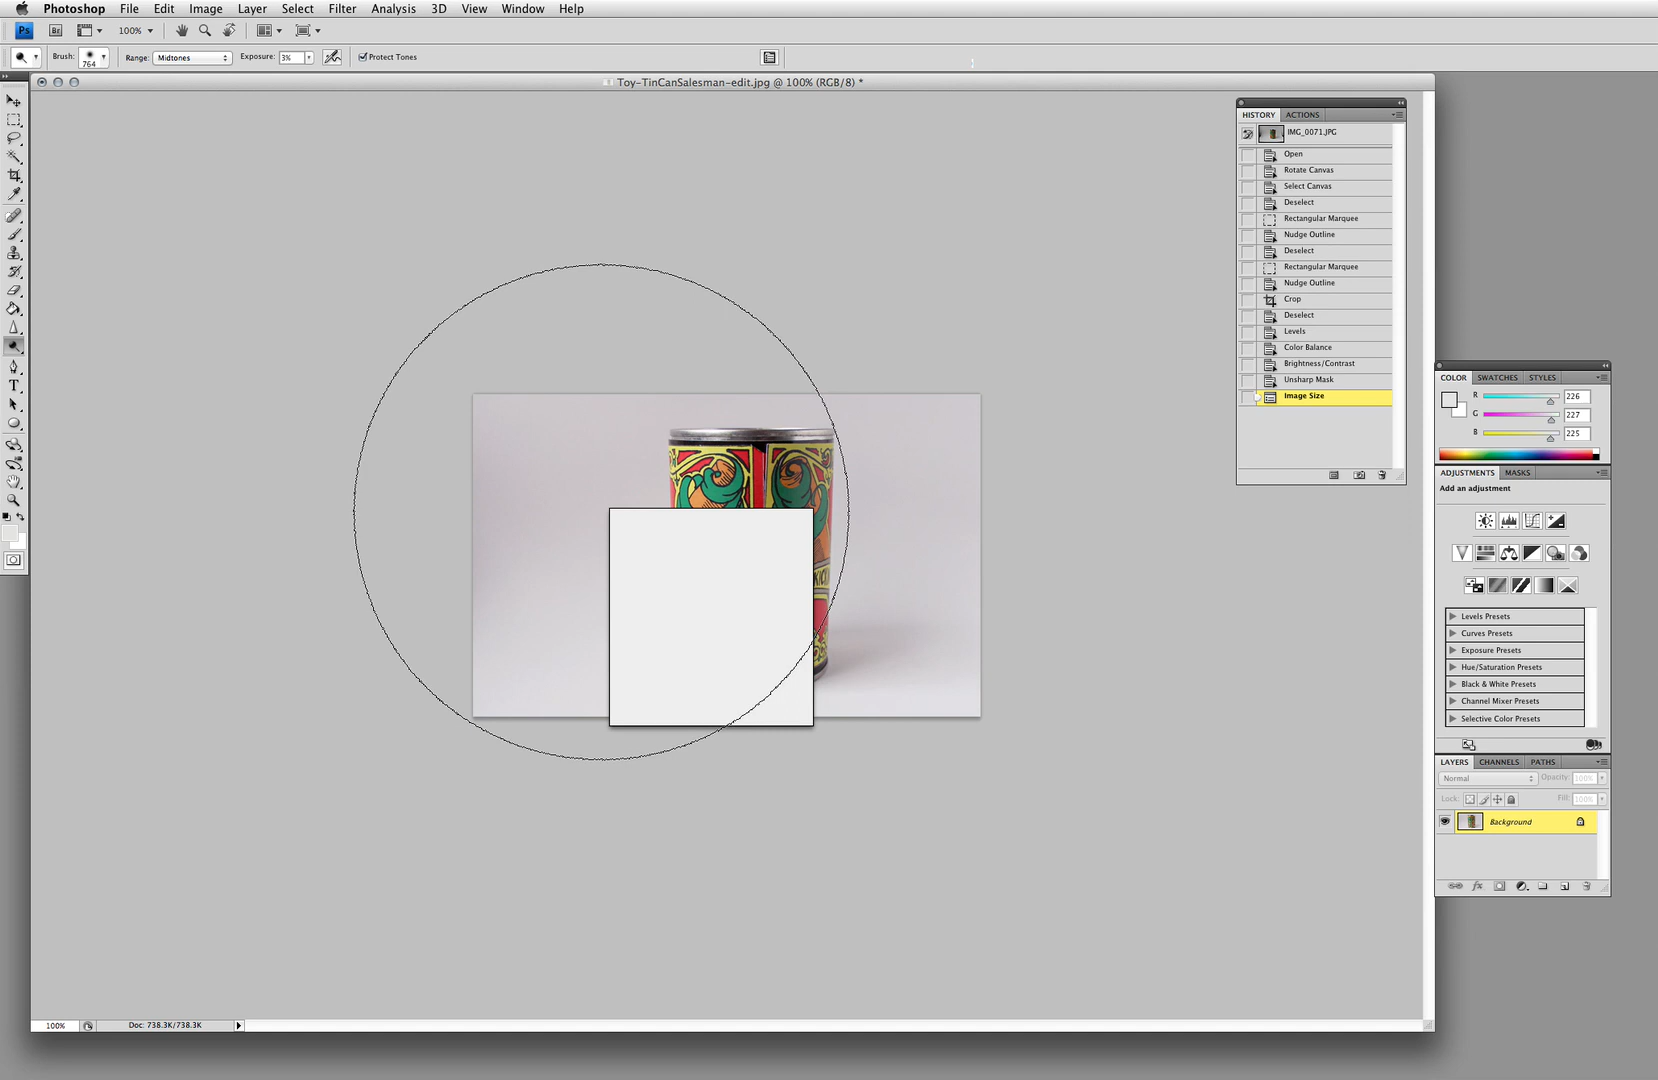 Photoshop File Edit Image Layer Select Filter Analysis 3D View Window Help
Ps Br 100%
Brush: 764 Range: Midtones Exposure: 3% Protect Tones
Toy-TinCanSalesman-edit.jpg @ 100% (RGB/8) *
HISTORY ACTIONS
IMG_0071.JPG
Open
Rotate Canvas
Select Canvas
Deselect
Rectangular Marquee
Nudge Outline
Deselect
Rectangular Marquee
Nudge Outline
Crop
Deselect
Levels
Color Balance
Brightness/Contrast
Unsharp Mask
Image Size
COLOR SWATCHES STYLES
R 226
G 227
B 225
ADJUSTMENTS MASKS
Add an adjustment
Levels Presets
Curves Presets
Exposure Presets
Hue/Saturation Presets
Black & White Presets
Channel Mixer Presets
Selective Color Presets
LAYERS CHANNELS PATHS
Normal Opacity: 100%
Lock: Fill: 100%
Background
fx
T
100% Doc: 738.3K/738.3K